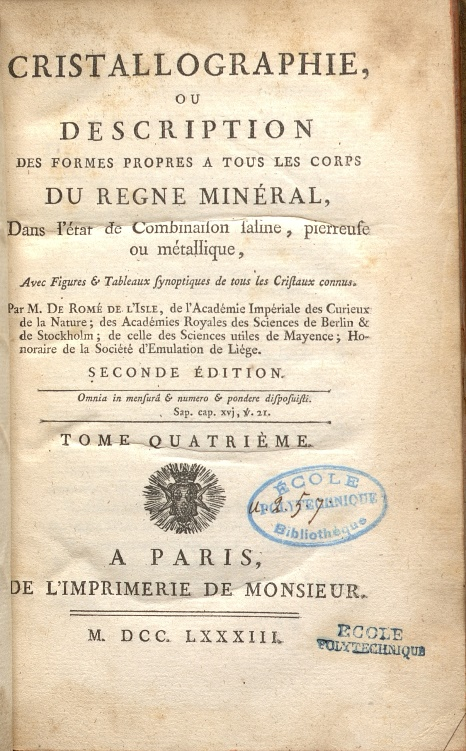 CRISTALLOGRAPHIE,
OU
DESCRIPTION
DES FORMES PROPRES A TOUS LES CORPS
DU REGNE MINÉRAL,
Dans l'état de Combinaiſon ſaline, pierreuſe
ou métallique,
Avec Figures & Tableaux ſynoptiques de tous les Criſtaux connus.
Par M. DE ROMÉ DE L'ISLE, de l'Académie Impériale des Curieux
de la Nature; des Académies Royales des Sciences de Berlin &
de Stockholm; de celle des Sciences utiles de Mayence; Ho-
noraire de la Société d'Emulation de Liége.
SECONDE ÉDITION.
Omnia in menſurâ & numero & pondere diſpoſuiſti.
Sap. cap. xvj, ℣. 21.
TOME QUATRIÈME.
ÉCOLE
POLYTECHNIQUE
Bibliothéque
257
A PARIS,
DE L'IMPRIMERIE DE MONSIEUR.
M. DCC. LXXXIII.
ECOLE
POLYTECHNIQUE